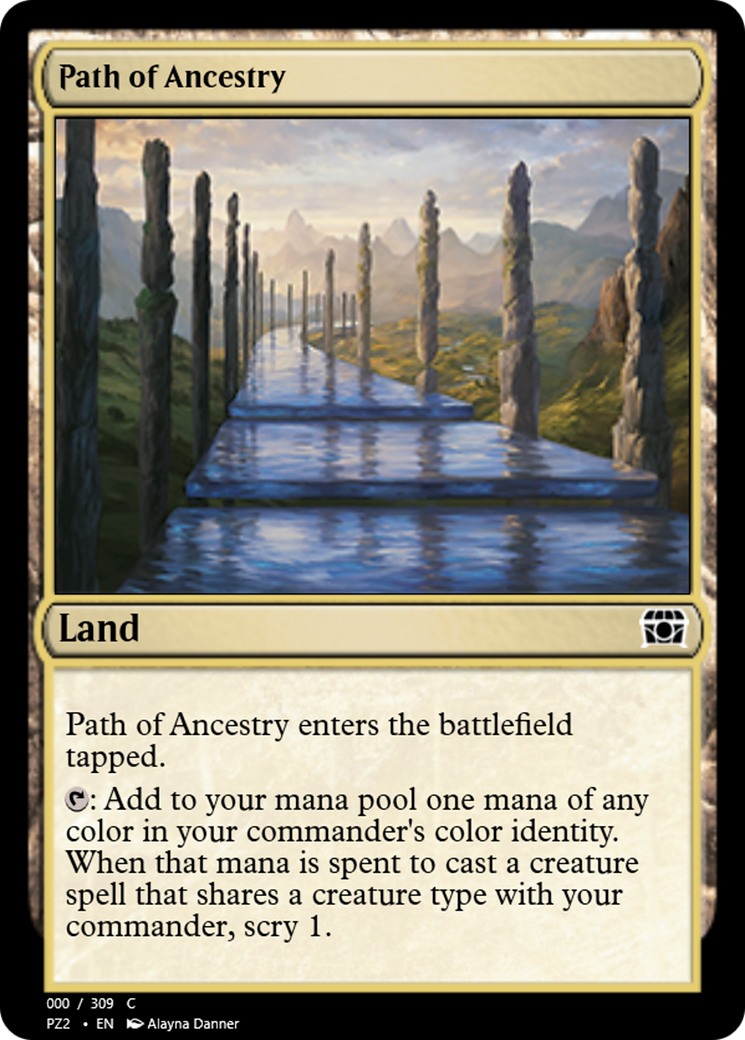 Path of Ancestry
Land
Path of Ancestry enters the battlefield
tapped.
: Add to your mana pool one mana of any
color in your commander's color identity.
When that mana is spent to cast a creature
spell that shares a creature type with your
commander, scry 1.
000 / 309 C
PZ2 • EN Alayna Danner